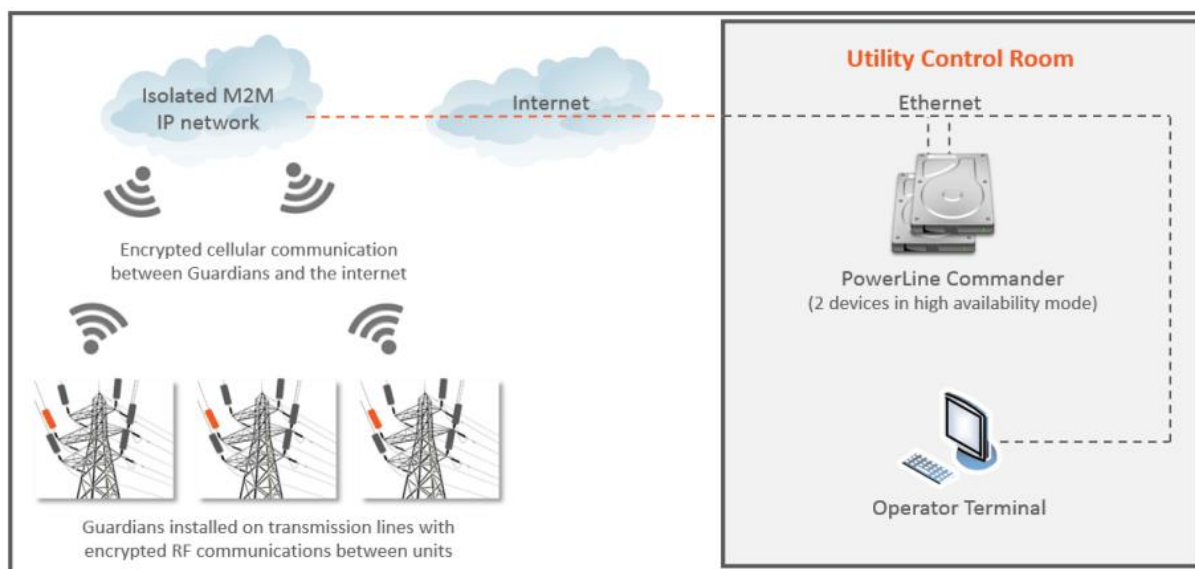 Utility Control Room
Isolated M2M
IP network
Internet
Ethernet
Encrypted cellular communication
between Guardians and the internet
PowerLine Commander
(2 devices in high availability mode)
Operator Terminal
Guardians installed on transmission lines with
encrypted RF communications between units